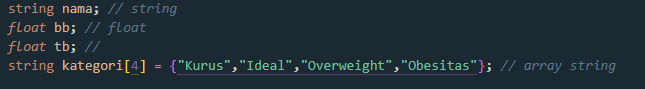 string nama; // string
float bb; // float
float tb; //
string kategori[4] = {"Kurus","Ideal","Overweight","Obesitas"}; // array string